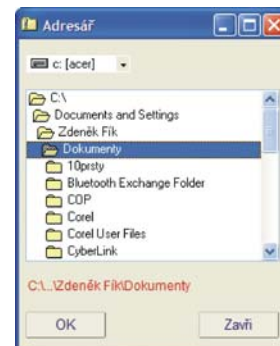 Adresář
c: [acer]
C:\
Documents and Settings
Zdeněk Fík
Dokumenty
10prsty
Bluetooth Exchange Folder
COP
Corel
Corel User Files
CyberLink
C:\...\Zdeněk Fík\Dokumenty
OK
Zavři